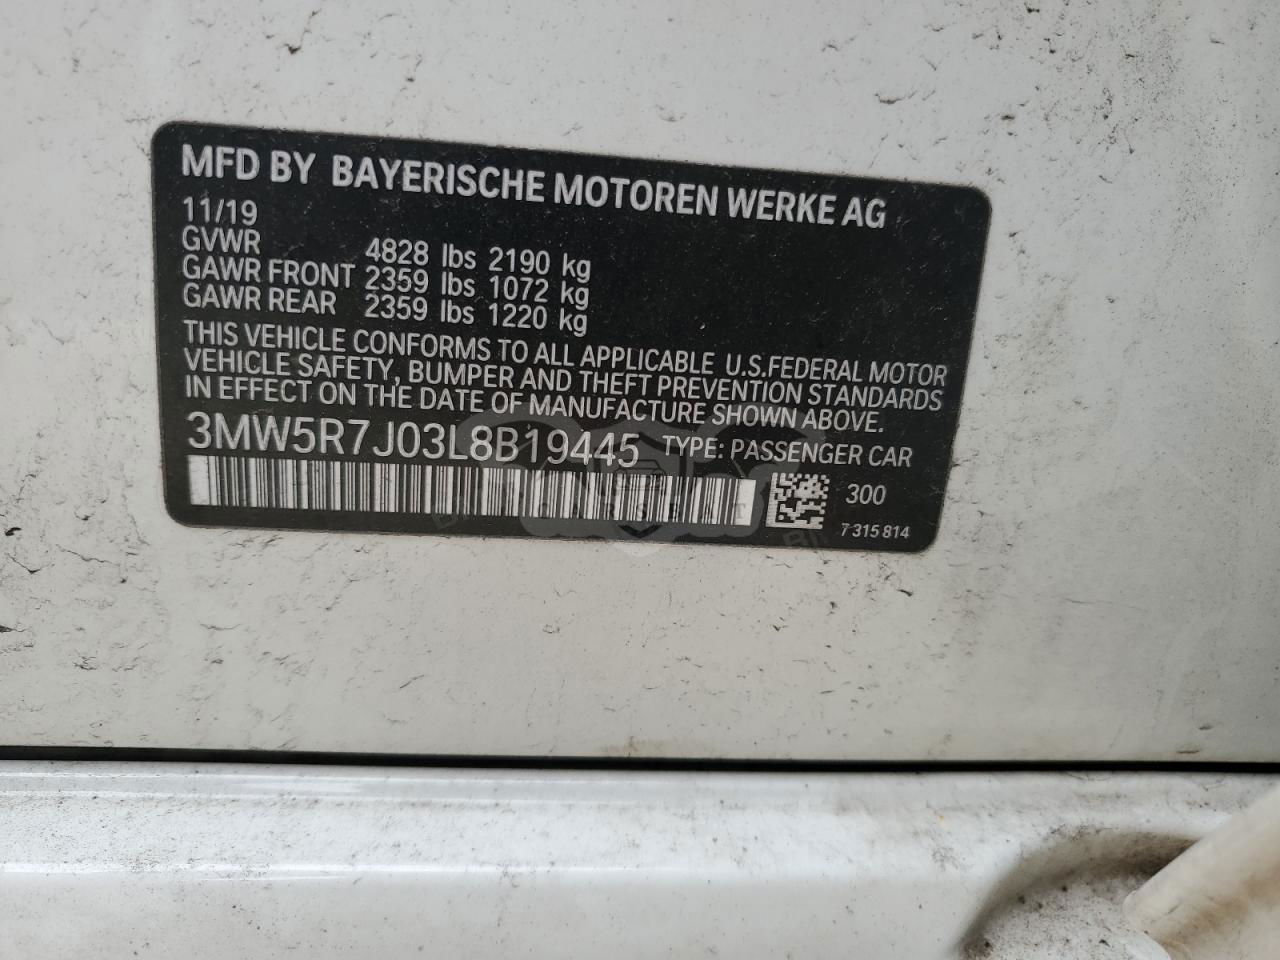 MFD BY BAYERISCHE MOTOREN WERKE AG
11/19
GVWR 4828 lbs 2190 kg
GAWR FRONT 2359 lbs 1072 kg
GAWR REAR 2359 lbs 1220 kg
THIS VEHICLE CONFORMS TO ALL APPLICABLE U.S.FEDERAL MOTOR
VEHICLE SAFETY, BUMPER AND THEFT PREVENTION STANDARDS
IN EFFECT ON THE DATE OF MANUFACTURE SHOWN ABOVE.
3MW5R7J03L8B19445 TYPE: PASSENGER CAR
300
7 315 814